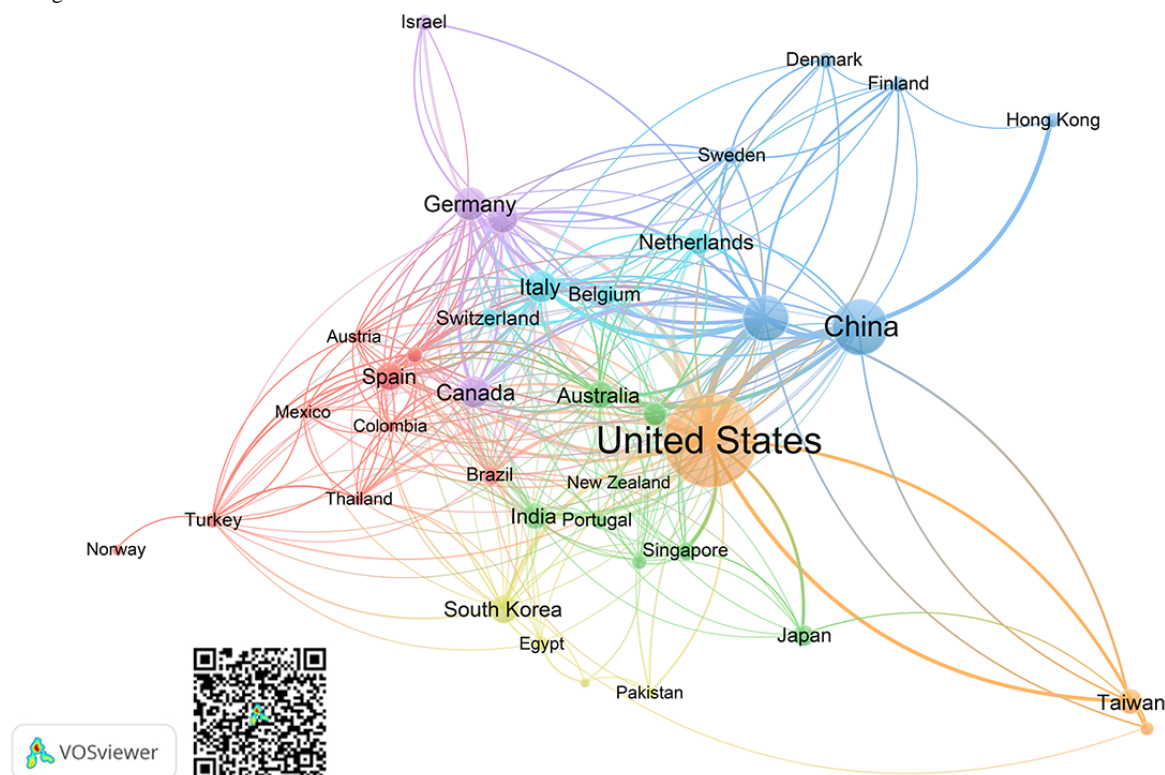 Israel
Denmark
Finland
Hong Kong
Sweden
Germany
Netherlands
Italy
Belgium
Switzerland
China
Austria
Spain
Canada
Australia
Mexico
Colombia
United States
Brazil
New Zealand
Thailand
India
Portugal
Turkey
Norway
Singapore
South Korea
Egypt
Japan
Pakistan
Taiwan
VOSviewer